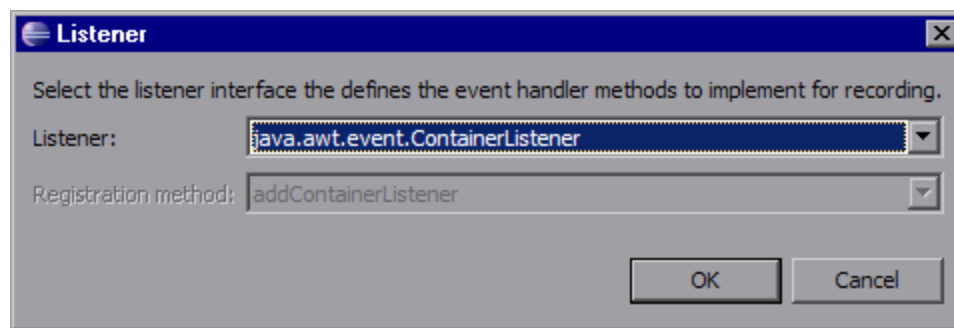 Listener
Select the listener interface the defines the event handler methods to implement for recording.
Listener: java.awt.event.ContainerListener
Registration method: addContainerListener
OK Cancel